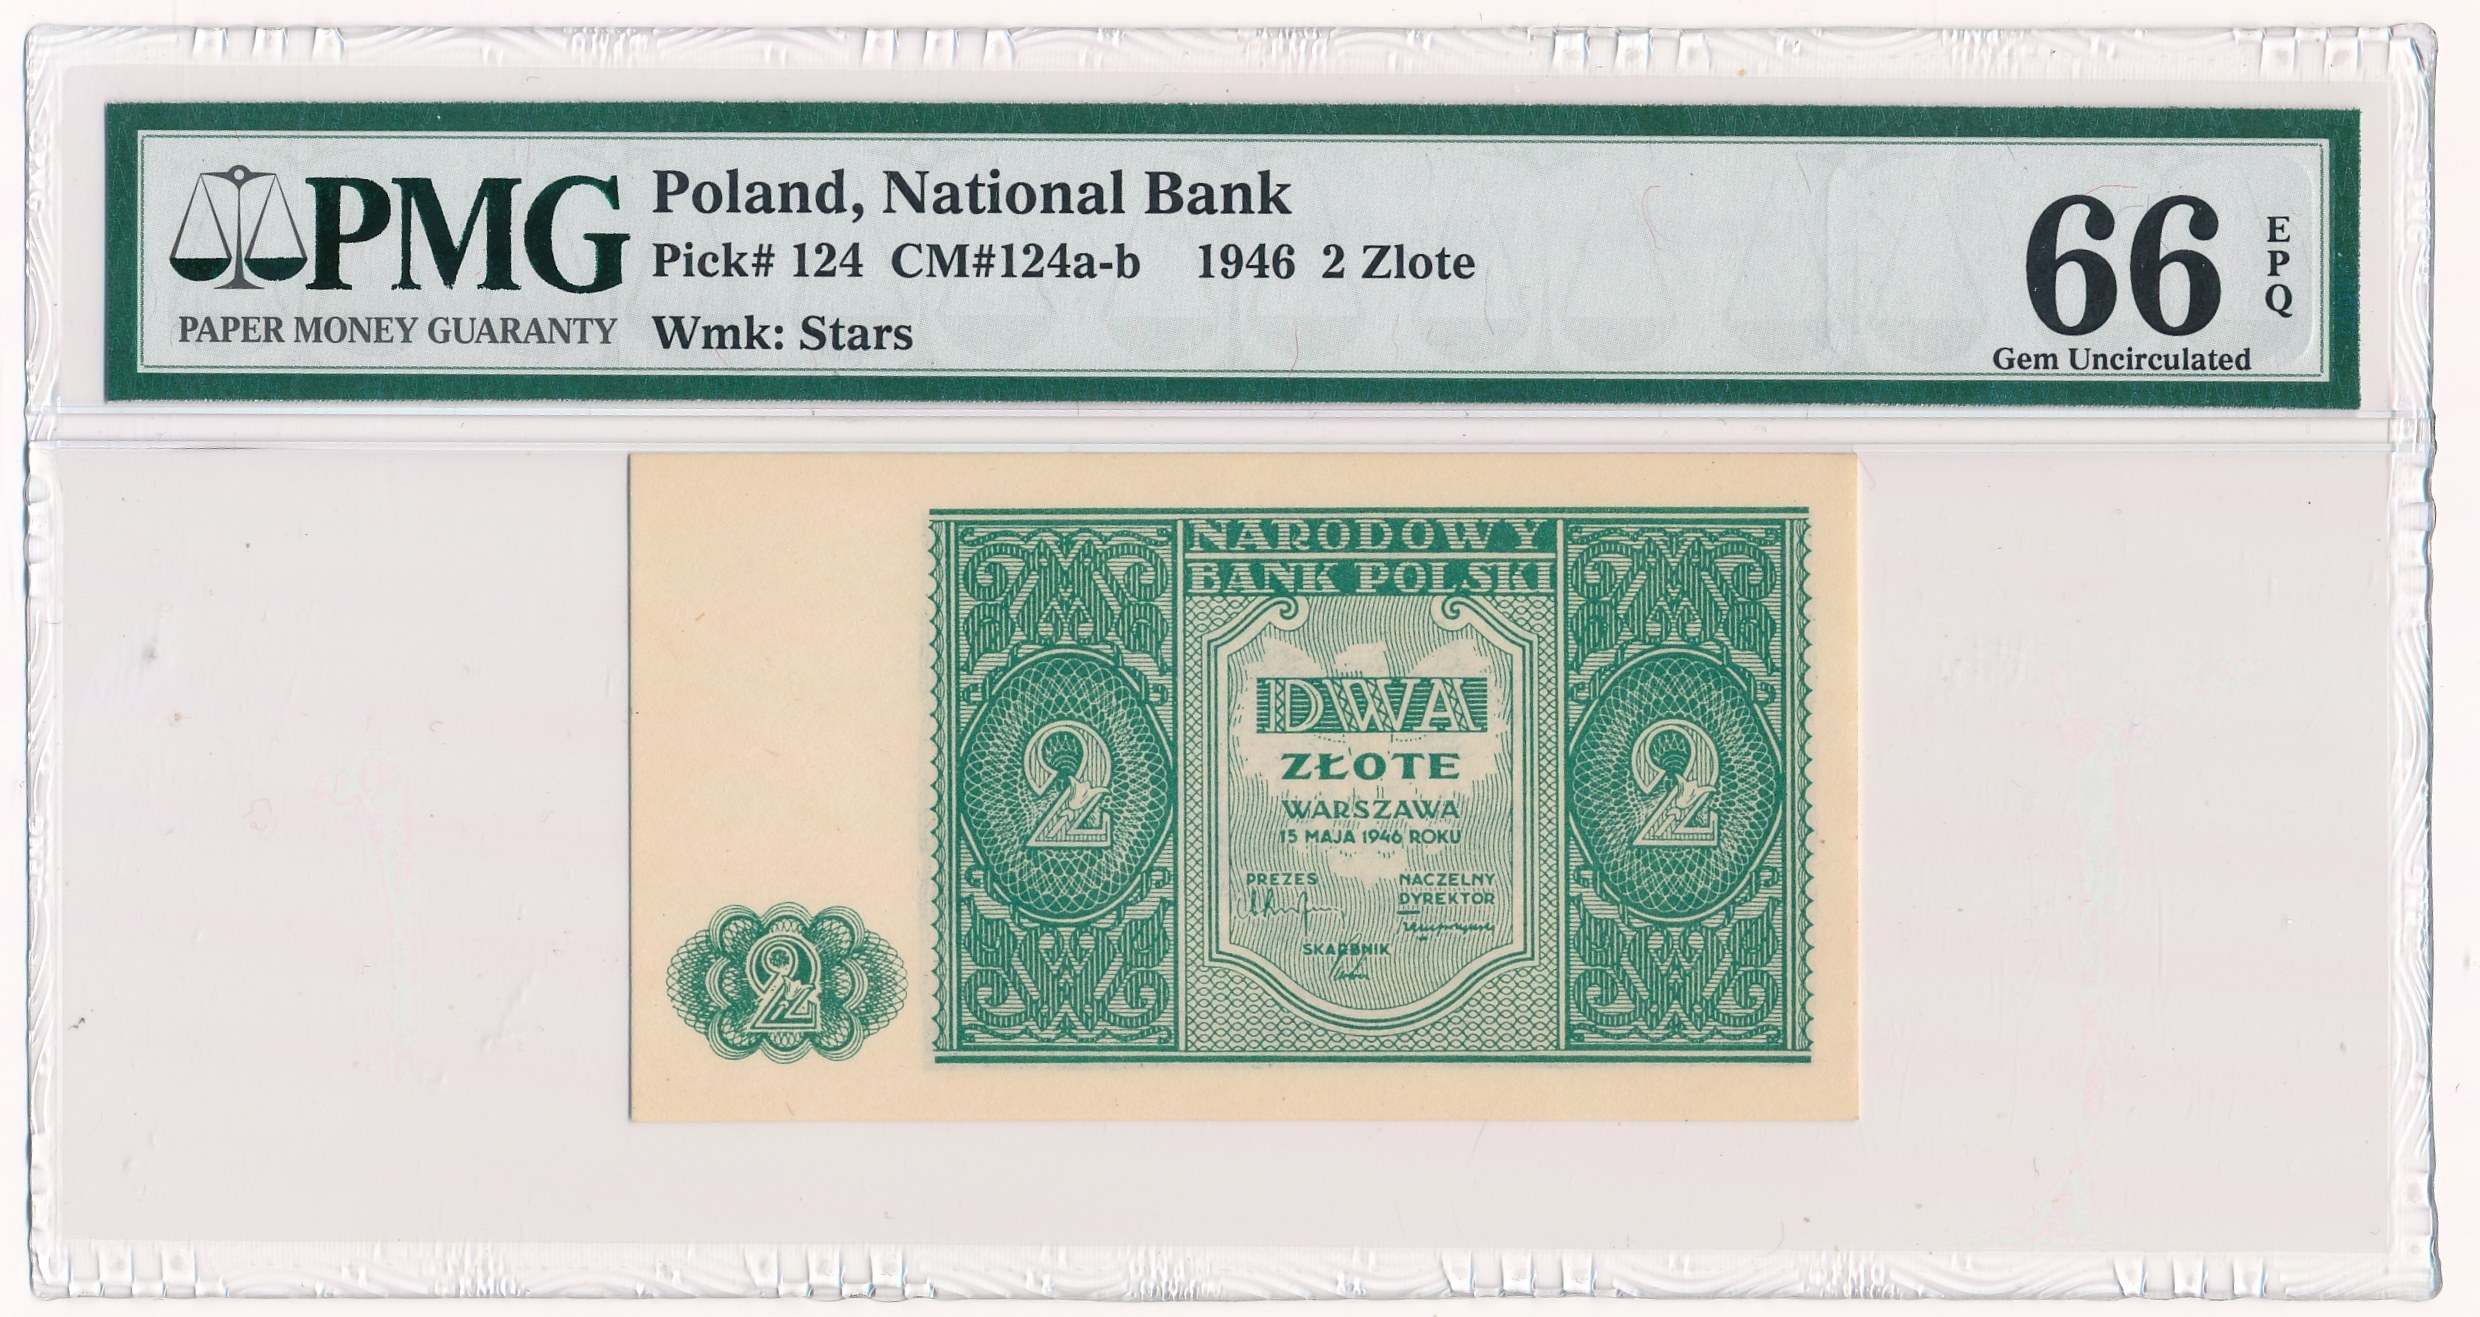 PMG
PAPER MONEY GUARANTY
Poland, National Bank
Pick# 124 CM#124a-b 1946 2 Zlote
Wmk: Stars
66
EPQ
Gem Uncirculated
NARODOWY
BANK POLSKI
DWA
ZŁOTE
WARSZAWA
15 MAJA 1946 ROKU
PREZES
NACZELNY
DYREKTOR
SKARBNIK
2
2
2